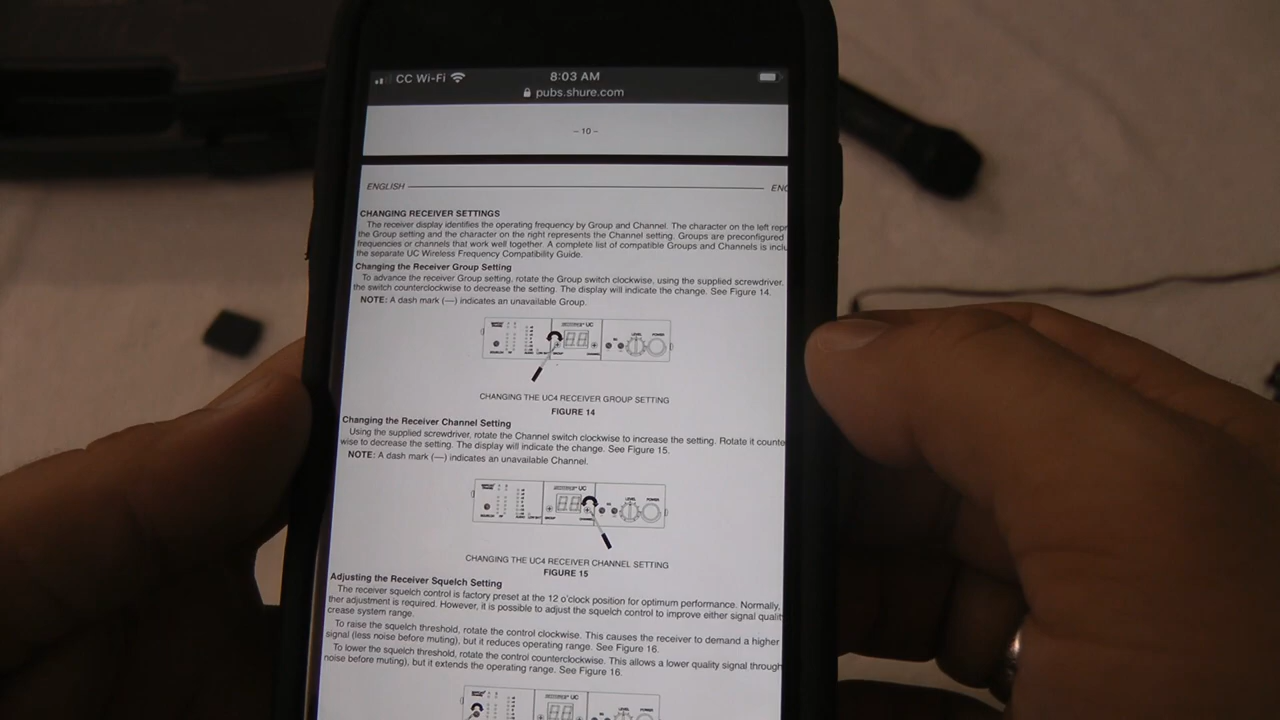 CC Wi-Fi 8:03 AM
pubs.shure.com
– 10 –
ENGLISH
CHANGING RECEIVER SETTINGS
The receiver display identifies the operating frequency by Group and Channel. The character on the left
the Group setting and the character on the right represents the Channel setting. Groups are preconfigured
frequencies or channels that work well together. A complete list of compatible Groups and Channels is
the separate UC Wireless Frequency Compatibility Guide.
Changing the Receiver Group Setting
To advance the receiver Group setting, rotate the Group switch clockwise, using the supplied screwdriver.
the switch counterclockwise to decrease the setting. The display will indicate the change. See Figure 14.
NOTE: A dash mark (—) indicates an unavailable Group.
UC
LEVEL POWER
GROUP CHANNEL
CHANGING THE UC4 RECEIVER GROUP SETTING
FIGURE 14
Changing the Receiver Channel Setting
Using the supplied screwdriver, rotate the Channel switch clockwise to increase the setting. Rotate it counte
wise to decrease the setting. The display will indicate the change. See Figure 15.
NOTE: A dash mark (—) indicates an unavailable Channel.
UC
LEVEL POWER
GROUP CHANNEL
CHANGING THE UC4 RECEIVER CHANNEL SETTING
FIGURE 15
Adjusting the Receiver Squelch Setting
The receiver squelch control is factory preset at the 12 o'clock position for optimum performance. Normally,
ther adjustment is required. However, it is possible to adjust the squelch control to improve either signal qualit
crease system range.
To raise the squelch threshold, rotate the control clockwise. This causes the receiver to demand a higher
signal (less noise before muting), but it reduces operating range. See Figure 16.
To lower the squelch threshold, rotate the control counterclockwise. This allows a lower quality signal through
noise before muting), but it extends the operating range. See Figure 16.
UC